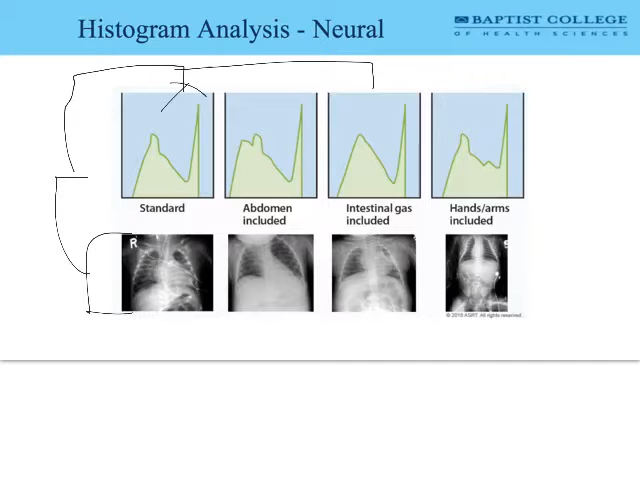 Histogram Analysis - Neural
BAPTIST COLLEGE
OF HEALTH SCIENCES
Standard
Abdomen
included
Intestinal gas
included
Hands/arms
included
R
© 2018 ASRT. All rights reserved.